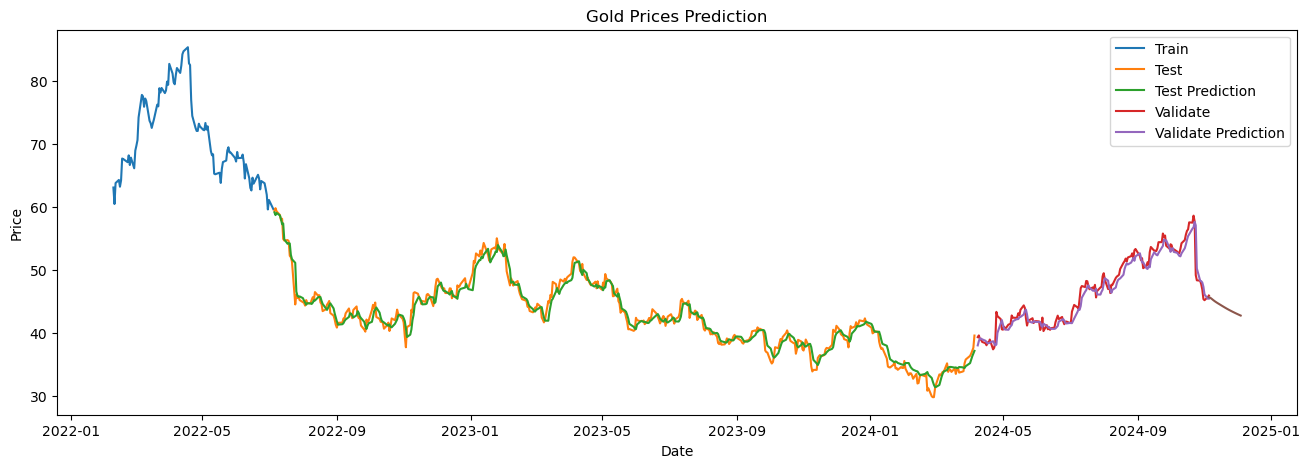 Gold Prices Prediction
Train
Test
Test Prediction
Validate
Validate Prediction
Price
80
70
60
50
40
30
2022-01 2022-05 2022-09 2023-01 2023-05 2023-09 2024-01 2024-05 2024-09 2025-01
Date